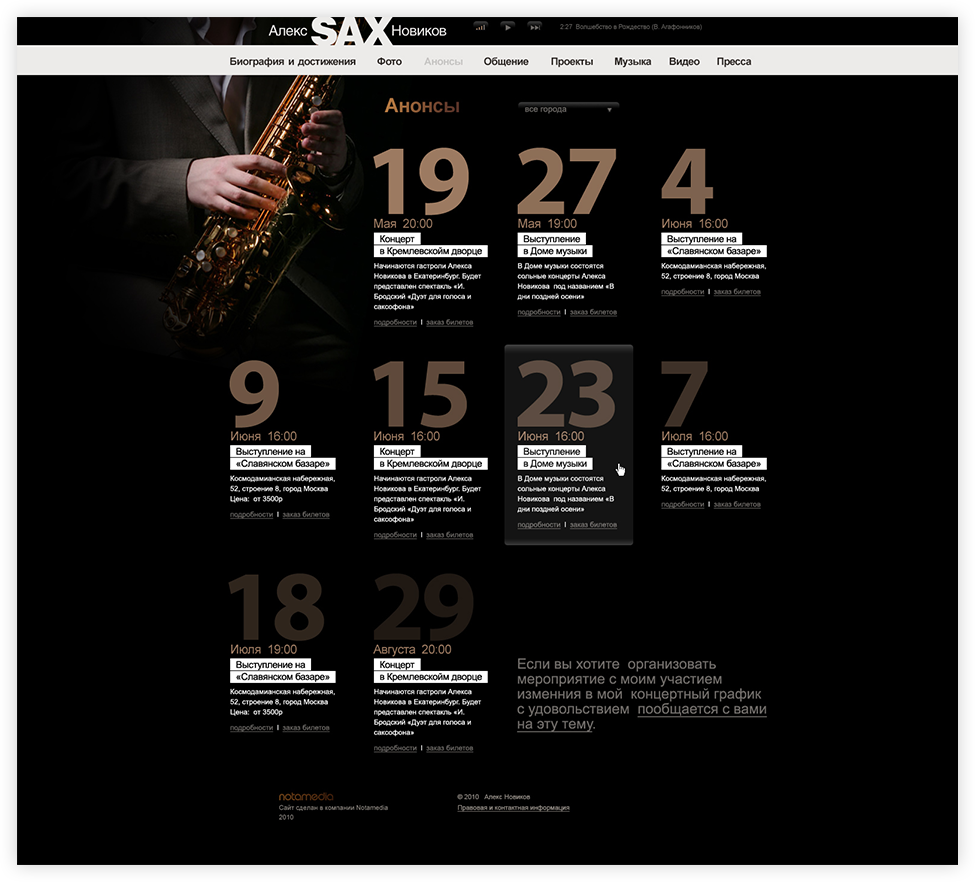 Алекс SAX Новиков
2:27 Волшебство в Рождество (В. Агафонников)
Биография и достижения Фото Анонсы Общение Проекты Музыка Видео Пресса
Анонсы
все города
19
Мая 20:00
Концерт
в Кремлевскойм дворце
Начинаются гастроли Алекса
Новикова в Екатеринбург. Будет
представлен спектакль «И.
Бродский «Дуэт для голоса и
саксофона»
подробности | заказ билетов
27
Мая 19:00
Выступление
в Доме музыки
В Доме музыки состоятся
сольные концерты Алекса
Новикова под названием «В
дни поздней осени»
подробности | заказ билетов
4
Июня 16:00
Выступление на
«Славянском базаре»
Космодамианская набережная,
52, строение 8, город Москва
подробности | заказ билетов
9
Июня 16:00
Выступление на
«Славянском базаре»
Космодамианская набережная,
52, строение 8, город Москва
Цена: от 3500р
подробности | заказ билетов
15
Июня 16:00
Концерт
в Кремлевскойм дворце
Начинаются гастроли Алекса
Новикова в Екатеринбург. Будет
представлен спектакль «И.
Бродский «Дуэт для голоса и
саксофона»
подробности | заказ билетов
23
Июня 16:00
Выступление
в Доме музыки
В Доме музыки состоятся
сольные концерты Алекса
Новикова под названием «В
дни поздней осени»
подробности | заказ билетов
7
Июля 16:00
Выступление на
«Славянском базаре»
Космодамианская набережная,
52, строение 8, город Москва
подробности | заказ билетов
18
Июля 19:00
Выступление на
«Славянском базаре»
Космодамианская набережная,
52, строение 8, город Москва
Цена: от 3500р
подробности | заказ билетов
29
Августа 20:00
Концерт
в Кремлевскойм дворце
Начинаются гастроли Алекса
Новикова в Екатеринбург. Будет
представлен спектакль «И.
Бродский «Дуэт для голоса и
саксофона»
подробности | заказ билетов
Если вы хотите организовать
мероприятие с моим участием
изменния в мой концертный график
с удовольствием пообщается с вами
на эту тему.
notamedia
Сайт сделан в компании Notamedia
2010
© 2010 Алекс Новиков
Правовая и контактная информация